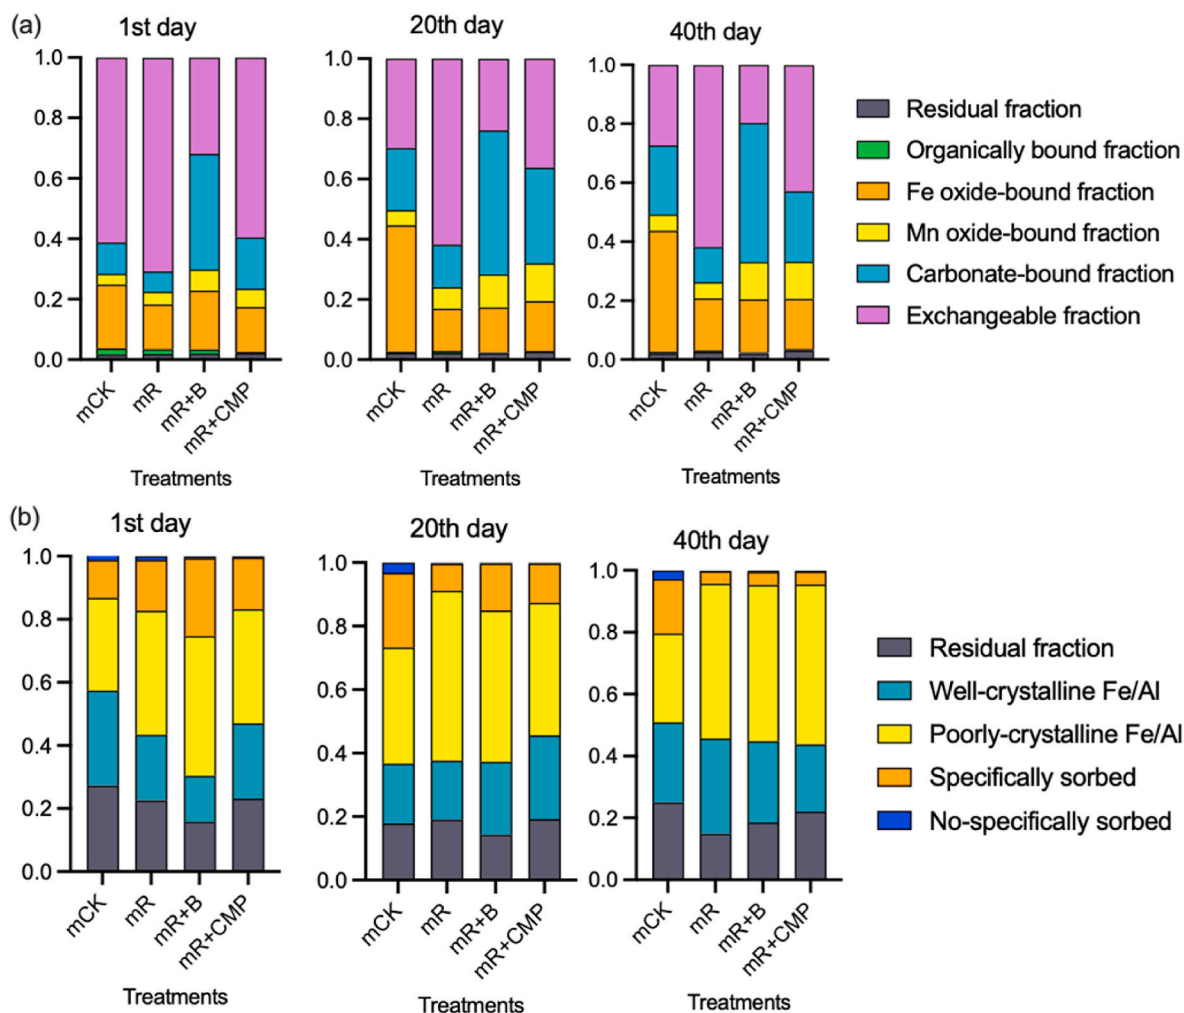 (a)
1st day
20th day
40th day
1.0
0.8
0.6
0.4
0.2
0.0
mCK
mR
mR+B
mR+CMP
Treatments
1.0
0.8
0.6
0.4
0.2
0.0
mCK
mR
mR+B
mR+CMP
Treatments
1.0
0.8
0.6
0.4
0.2
0.0
mCK
mR
mR+B
mR+CMP
Treatments
Residual fraction
Organically bound fraction
Fe oxide-bound fraction
Mn oxide-bound fraction
Carbonate-bound fraction
Exchangeable fraction
(b)
1st day
20th day
40th day
1.0
0.8
0.6
0.4
0.2
0.0
mCK
mR
mR+B
mR+CMP
Treatments
1.0
0.8
0.6
0.4
0.2
0.0
mCK
mR
mR+B
mR+CMP
Treatments
1.0
0.8
0.6
0.4
0.2
0.0
mCK
mR
mR+B
mR+CMP
Treatments
Residual fraction
Well-crystalline Fe/Al
Poorly-crystalline Fe/Al
Specifically sorbed
No-specifically sorbed